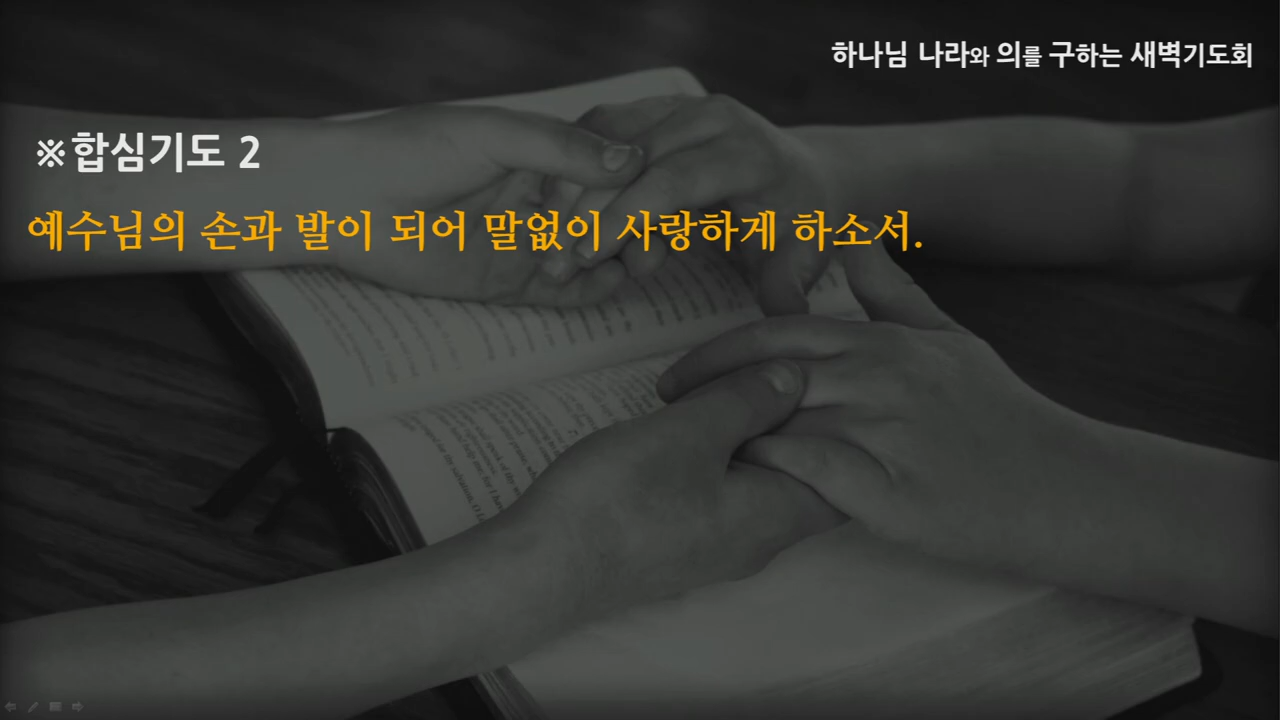 하나님 나라와 의를 구하는 새벽기도회
※합심기도 2
예수님의 손과 발이 되어 말없이 사랑하게 하소서.